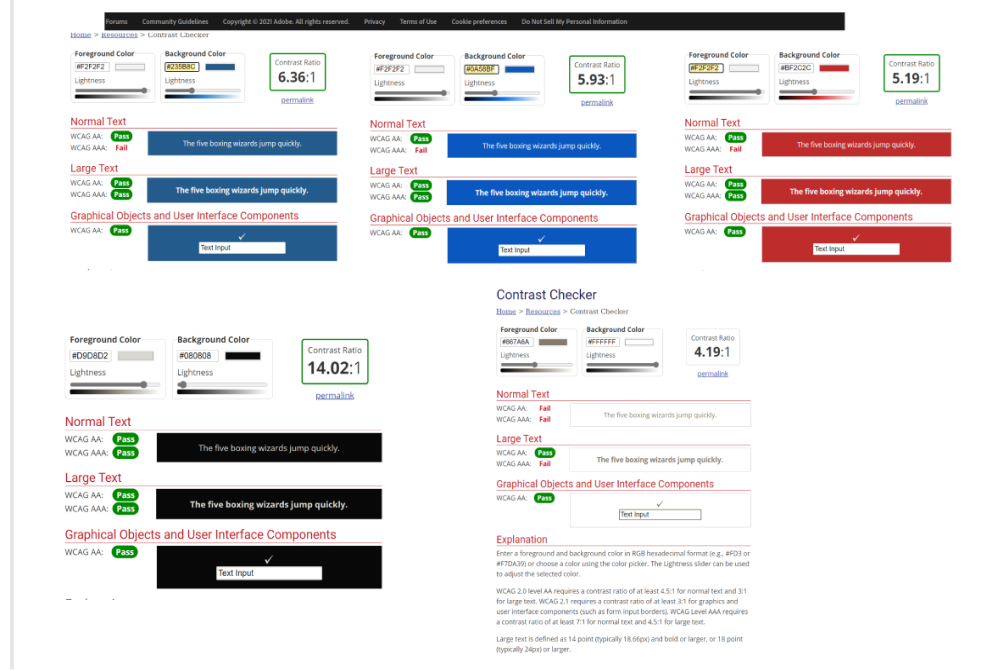 Forums Community Guidelines Copyright © 2021 Adobe. All rights reserved. Privacy Terms of Use Cookie preferences Do Not Sell My Personal Information
Home > Resources > Contrast Checker
Foreground Color Background Color
#F2F2F2 #235B8C
Lightness Lightness
Contrast Ratio
6.36:1
permalink
Normal Text
WCAG AA: Pass
WCAG AAA: Fail
The five boxing wizards jump quickly.
Large Text
WCAG AA: Pass
WCAG AAA: Pass
The five boxing wizards jump quickly.
Graphical Objects and User Interface Components
WCAG AA: Pass
✓
Text Input
Foreground Color Background Color
#F2F2F2 #0A58BF
Lightness Lightness
Contrast Ratio
5.93:1
permalink
Normal Text
WCAG AA: Pass
WCAG AAA: Fail
The five boxing wizards jump quickly.
Large Text
WCAG AA: Pass
WCAG AAA: Pass
The five boxing wizards jump quickly.
Graphical Objects and User Interface Components
WCAG AA: Pass
✓
Text Input
Foreground Color Background Color
#F2F2F2 #BF2C2C
Lightness Lightness
Contrast Ratio
5.19:1
permalink
Normal Text
WCAG AA: Pass
WCAG AAA: Fail
The five boxing wizards jump quickly.
Large Text
WCAG AA: Pass
WCAG AAA: Pass
The five boxing wizards jump quickly.
Graphical Objects and User Interface Components
WCAG AA: Pass
✓
Text Input
Foreground Color Background Color
#D9D8D2 #080808
Lightness Lightness
Contrast Ratio
14.02:1
permalink
Normal Text
WCAG AA: Pass
WCAG AAA: Pass
The five boxing wizards jump quickly.
Large Text
WCAG AA: Pass
WCAG AAA: Pass
The five boxing wizards jump quickly.
Graphical Objects and User Interface Components
WCAG AA: Pass
✓
Text Input
Contrast Checker
Home > Resources > Contrast Checker
Foreground Color Background Color
#867A6A #FFFFFF
Lightness Lightness
Contrast Ratio
4.19:1
permalink
Normal Text
WCAG AA: Fail
WCAG AAA: Fail
The five boxing wizards jump quickly.
Large Text
WCAG AA: Pass
WCAG AAA: Fail
The five boxing wizards jump quickly.
Graphical Objects and User Interface Components
WCAG AA: Pass
✓
Text Input
Explanation
Enter a foreground and background color in RGB hexadecimal format (e.g., #FD3 or
#F7DA39) or choose a color using the color picker. The Lightness slider can be used
to adjust the selected color.
WCAG 2.0 level AA requires a contrast ratio of at least 4.5:1 for normal text and 3:1
for large text. WCAG 2.1 requires a contrast ratio of at least 3:1 for graphics and
user interface components (such as form input borders). WCAG Level AAA requires
a contrast ratio of at least 7:1 for normal text and 4.5:1 for large text.
Large text is defined as 14 point (typically 18.66px) and bold or larger, or 18 point
(typically 24px) or larger.